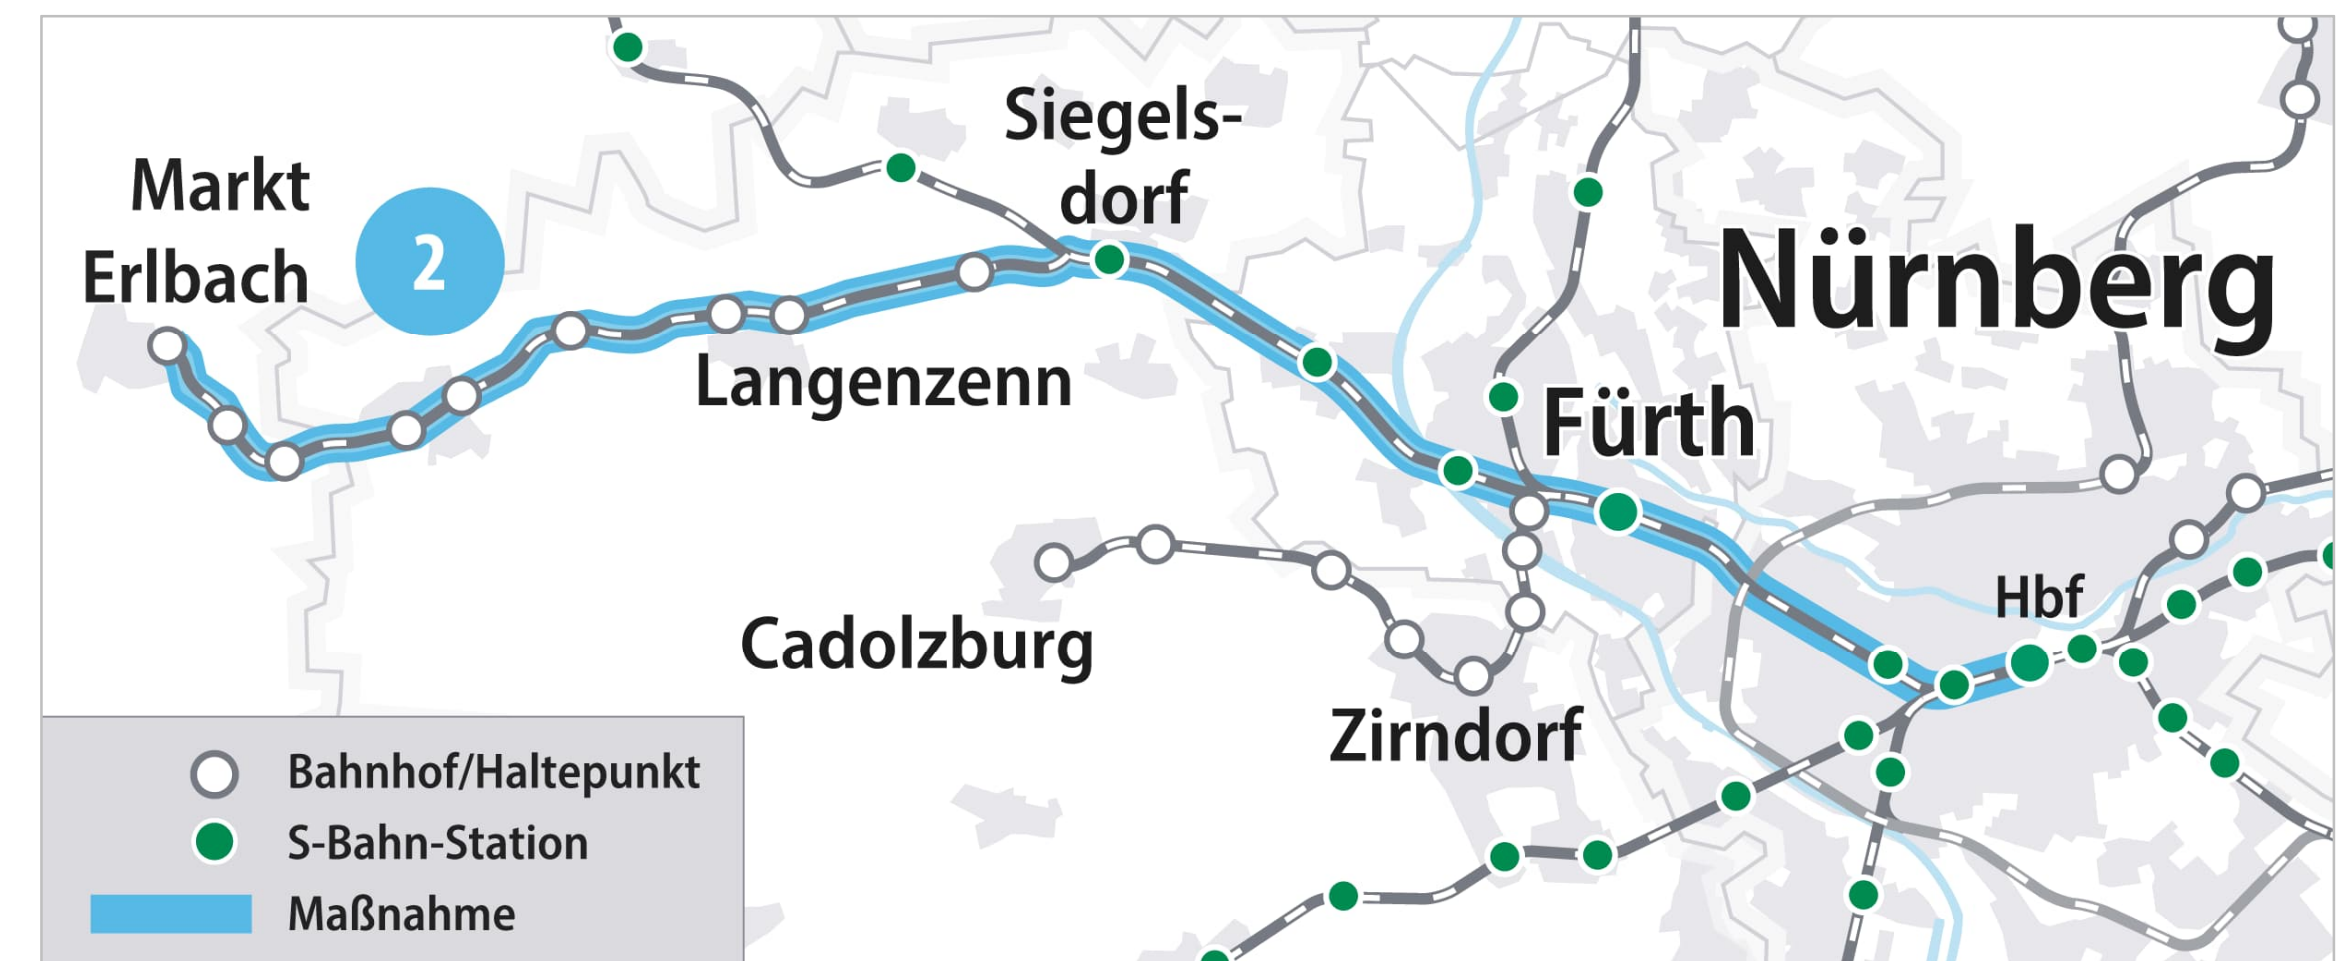 Siegels-
dorf
Markt
Erlbach
2
Nürnberg
Langenzenn
Fürth
Hbf
Cadolzburg
Zirndorf
Bahnhof/Haltepunkt
S-Bahn-Station
Maßnahme